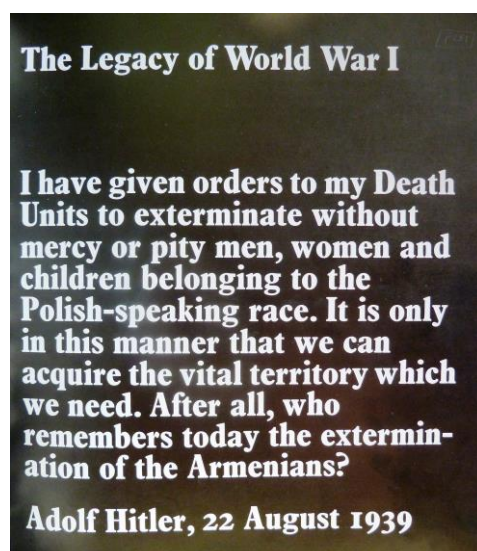 The Legacy of World War I
I have given orders to my Death
Units to exterminate without
mercy or pity men, women and
children belonging to the
Polish-speaking race. It is only
in this manner that we can
acquire the vital territory which
we need. After all, who
remembers today the extermin-
ation of the Armenians?
Adolf Hitler, 22 August 1939